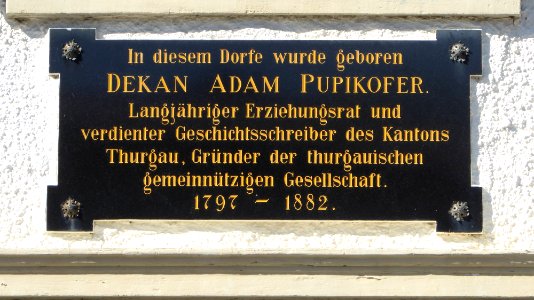 In diesem Dorfe wurde geboren
DEKAN ADAM PUPIKOFER.
Langjähriger Erziehungsrat und
verdienter Geschichtsschreiber des Kantons
Thurgau, Gründer der thurgauischen
gemeinnützigen Gesellschaft.
1797 – 1882.